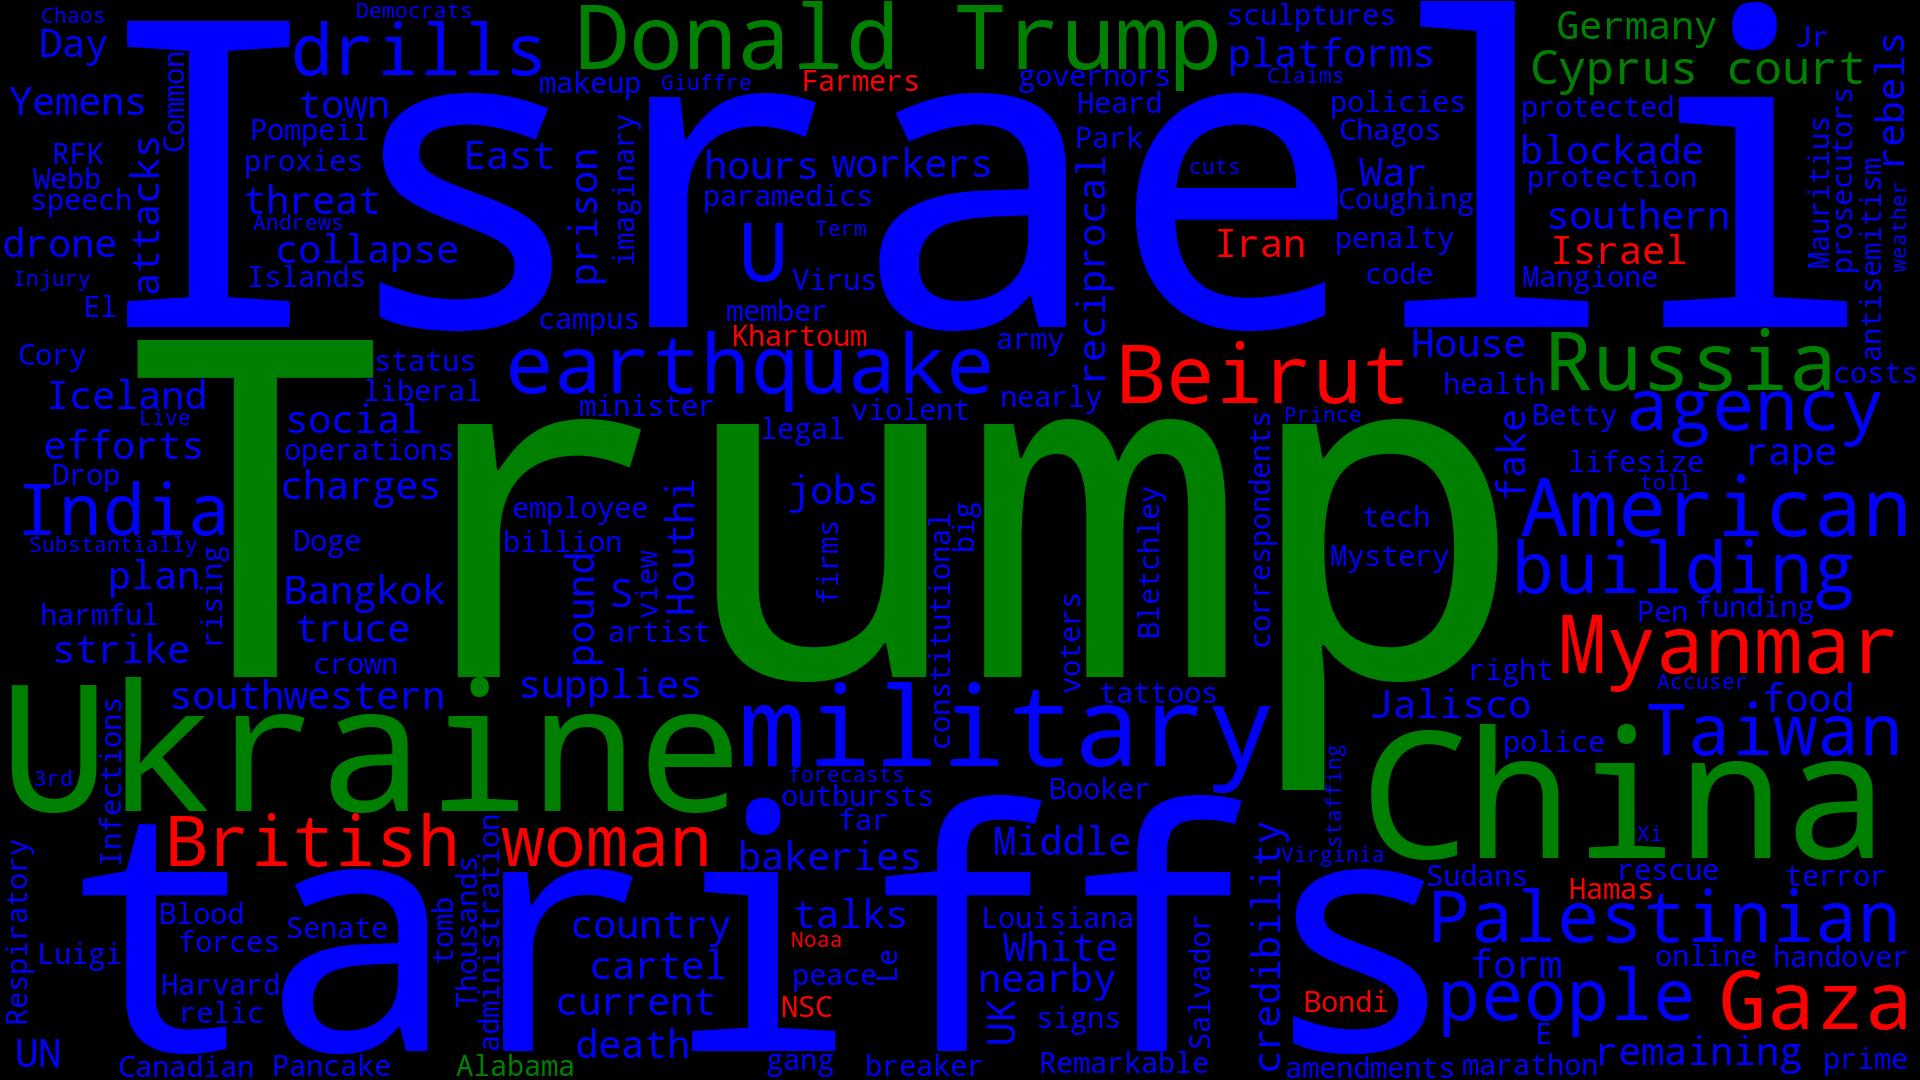 Chaos
Democrats
Day
drills
Donald Trump
sculptures
Germany
Jr
platforms
Cyprus court
Yemens
Common
town
makeup
Giuffre
Farmers
governors
Claims
Heard
policies
protected
rebels
Israeli
Pompeii
proxies
RFK
Webb
speech
attacks
threat
Andrews
collapse
Islands
East
prison
imaginary
hours
workers
paramedics
U
Term
Virus
member
Park
reciprocal
cuts
Iran
Chagos
War
Coughing
penalty
code
blockade
protection
southern
Israel
Mangione
Mauritius
prosecutors
antisemitism
weather
drone
Injury
El
campus
Khartoum
army
Cory
status
earthquake
Beirut
House
Russia
costs
Iceland
liberal
minister
violent
nearly
health
Live
social
legal
Prince
fake
Betty
agency
efforts
operations
correspondents
lifesize
rape
Drop
charges
Trump
toll
India
employee
Houthi
jobs
firms
constitutional
big
Bletchley
tech
Mystery
American
Substantially
rising
Doge
billion
building
plan
Bangkok
pound
S
view
artist
voters
Pen
funding
harmful
truce
Myanmar
strike
crown
right
Accuser
southwestern
supplies
tattoos
Jalisco
food
Ukraine
military
Taiwan
China
police
3rd
Infections
forecasts
outbursts
Booker
staffing
far
British woman
bakeries
Middle
Virginia
Xi
rescue
terror
Respiratory
tariffs
credibility
Sudans
Hamas
Blood
forces
Senate
tomb
Thousands
administration
country
talks
Louisiana
Palestinian
Luigi
Noaa
White
Salvador
online
handover
Harvard
relic
cartel
peace
Le
nearby
form
current
NSC
UK
signs
Bondi
people
Gaza
UN
death
E
remaining
prime
Canadian
Pancake
Alabama
gang
breaker
Remarkable
amendments
marathon